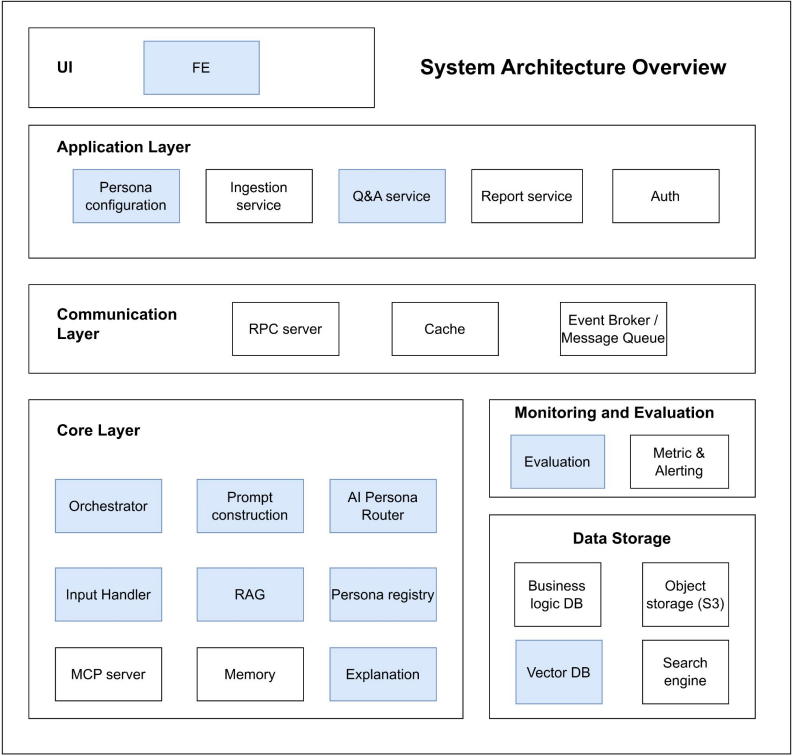 UI
FE
System Architecture Overview
Application Layer
Persona
configuration
Ingestion
service
Q&A service
Report service
Auth
Communication
Layer
RPC server
Cache
Event Broker /
Message Queue
Core Layer
Orchestrator
Prompt
construction
AI Persona
Router
Input Handler
RAG
Persona registry
MCP server
Memory
Explanation
Monitoring and Evaluation
Evaluation
Metric &
Alerting
Data Storage
Business
logic DB
Object
storage (S3)
Vector DB
Search
engine